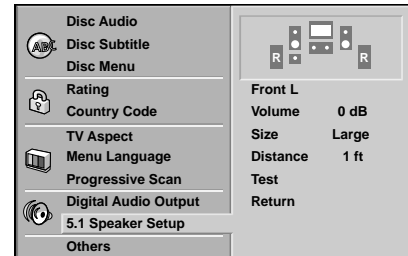 Disc Audio
ABC
Disc Subtitle
Disc Menu
Rating
Country Code
TV Aspect
Menu Language
Progressive Scan
Digital Audio Output
5.1 Speaker Setup
Others
R
R
Front L
Volume 0 dB
Size Large
Distance 1 ft
Test
Return